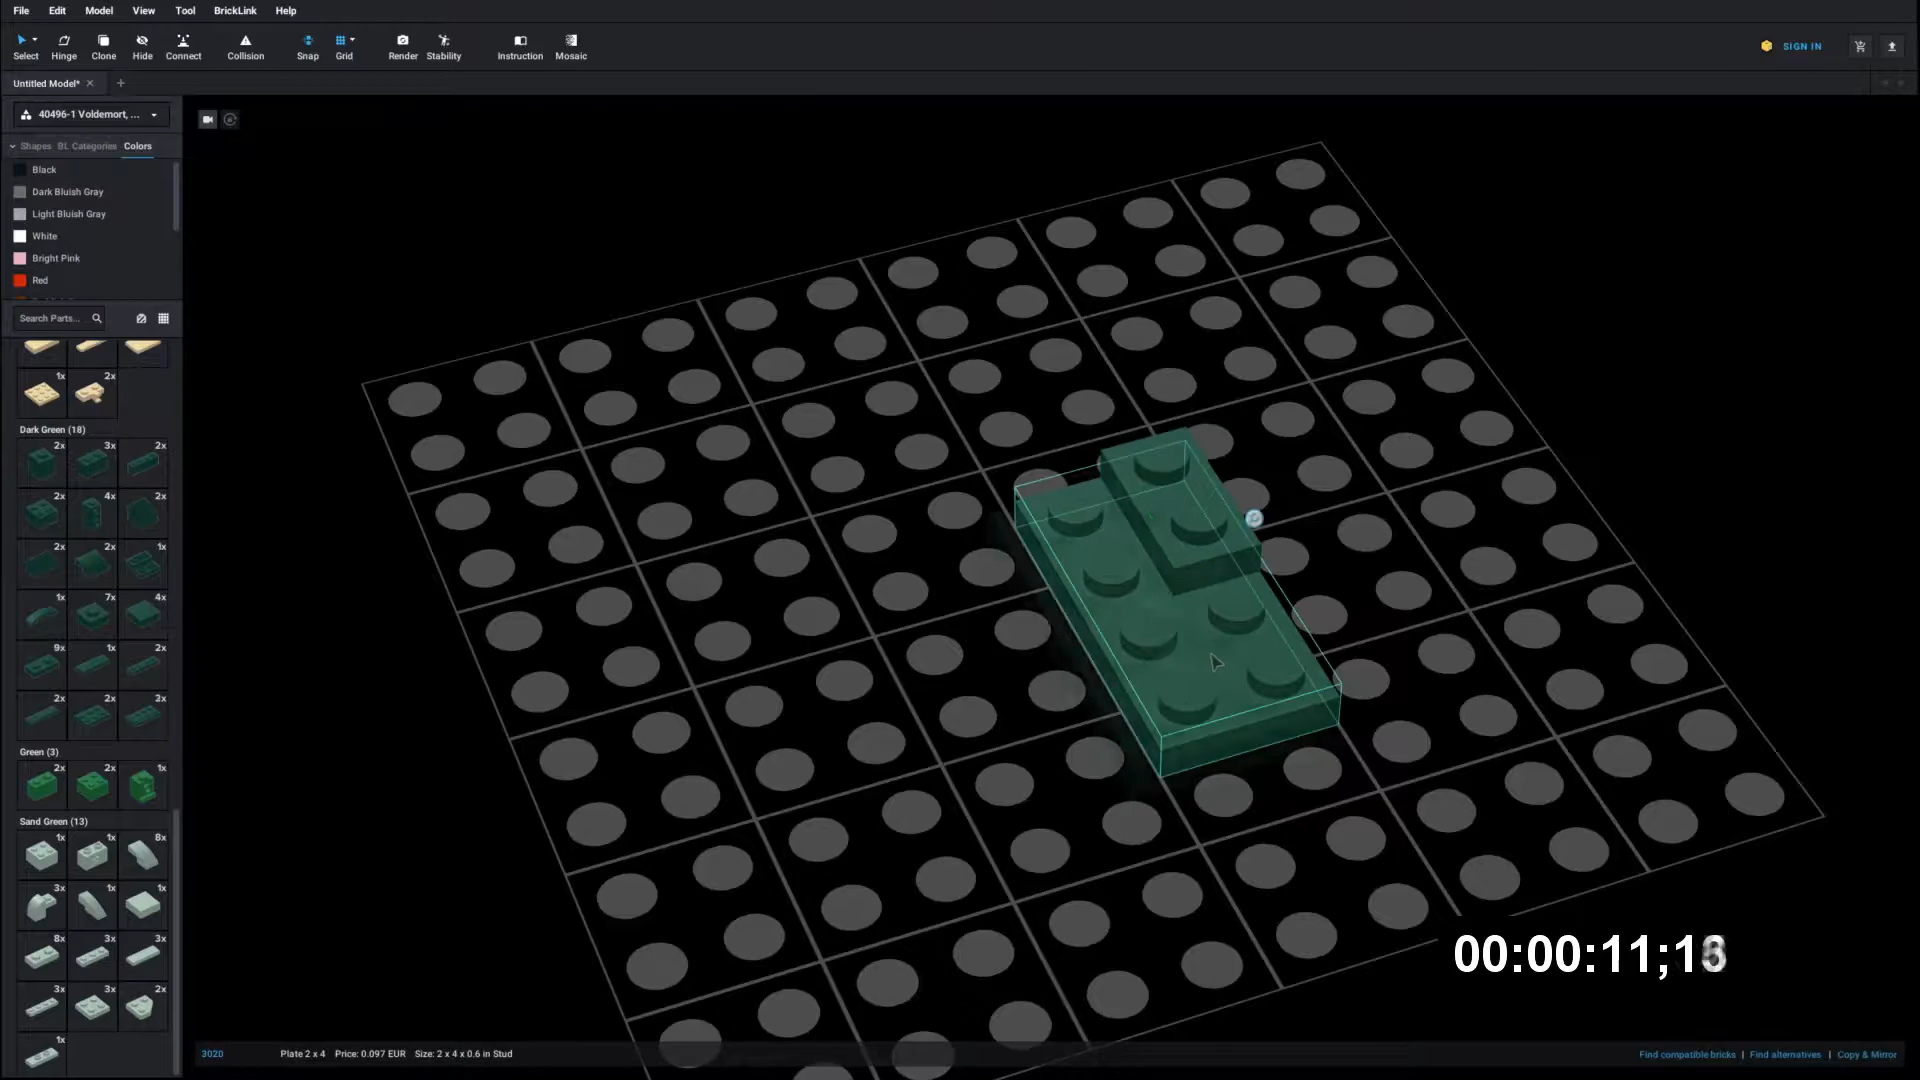 File Edit Model View Tool BrickLink Help
Select Hinge Clone Hide Connect Collision Snap Grid Render Stability Instruction Mosaic
SIGN IN
Untitled Model*
40496-1 Voldemort, ...
Shapes BL Categories Colors
Black
Dark Bluish Gray
Light Bluish Gray
White
Bright Pink
Red
Search Parts...
1x 2x
Dark Green (18)
2x 3x 2x
2x 4x 2x
2x 2x 1x
1x 7x 4x
9x 1x 2x
2x 2x 3x
Green (3)
2x 2x 1x
Sand Green (13)
1x 1x 8x
3x 1x 1x
8x 3x 3x
3x 3x 2x
1x
00:00:11;1
3020 Plate 2 x 4 Price: 0.097 EUR Size: 2 x 4 x 0.6 in Stud
Find compatible bricks | Find alternatives | Copy & Mirror